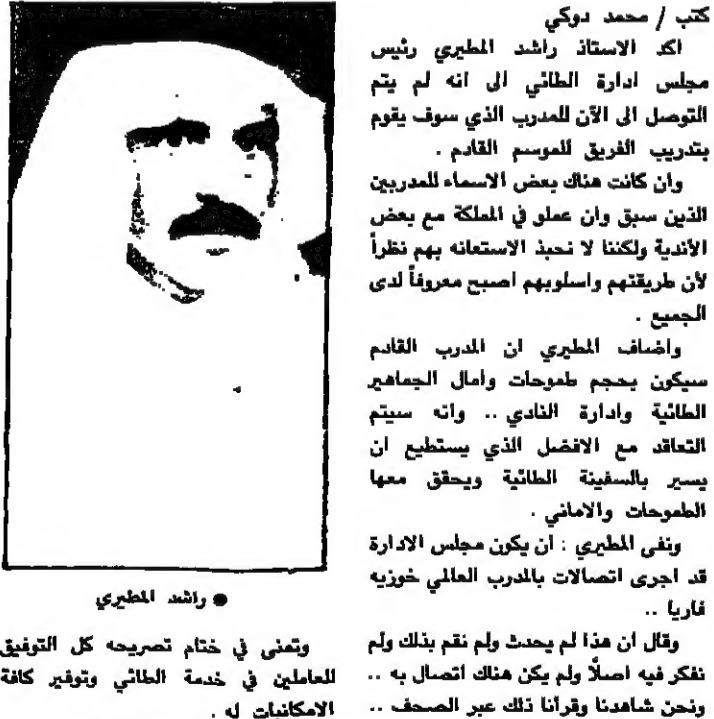 كتب / محمد دوكي
اكد الاستاذ راشد المطيري رئيس
مجلس ادارة الطائي الى انه لم يتم
التوصل الى الآن للمدرب الذي سوف يقوم
بتدريب الفريق للموسم القادم .
وان كانت هناك بعض الاسماء للمدربين
الذين سبق وان عملو في المملكة مع بعض
الأندية ولكننا لا نحبذ الاستعانه بهم نظراً
لأن طريقتهم واسلوبهم اصبح معروفاً لدى
الجميع .
واضاف المطيري ان المدرب القادم
سيكون بحجم طموحات وأمال الجماهير
الطائية وادارة النادي .. وانه سيتم
التعاقد مع الافضل الذي يستطيع ان
يسير بالسفينة الطائية ويحقق معها
الطموحات والاماني .
ونفى المطيري : ان يكون مجلس الادارة
قد اجرى اتصالات بالمدرب العالمي خوزيه
فاريا ..
وقال ان هذا لم يحدث ولم نقم بذلك ولم
نفكر فيه اصلًا ولم يكن هناك اتصال به ..
ونحن شاهدنا وقرأنا ذلك عبر الصحف ..
● راشد المطيري
وتمنى في ختام تصريحه كل التوفيق
للعاملين في خدمة الطائي وتوفير كافة
الامكانيات له .